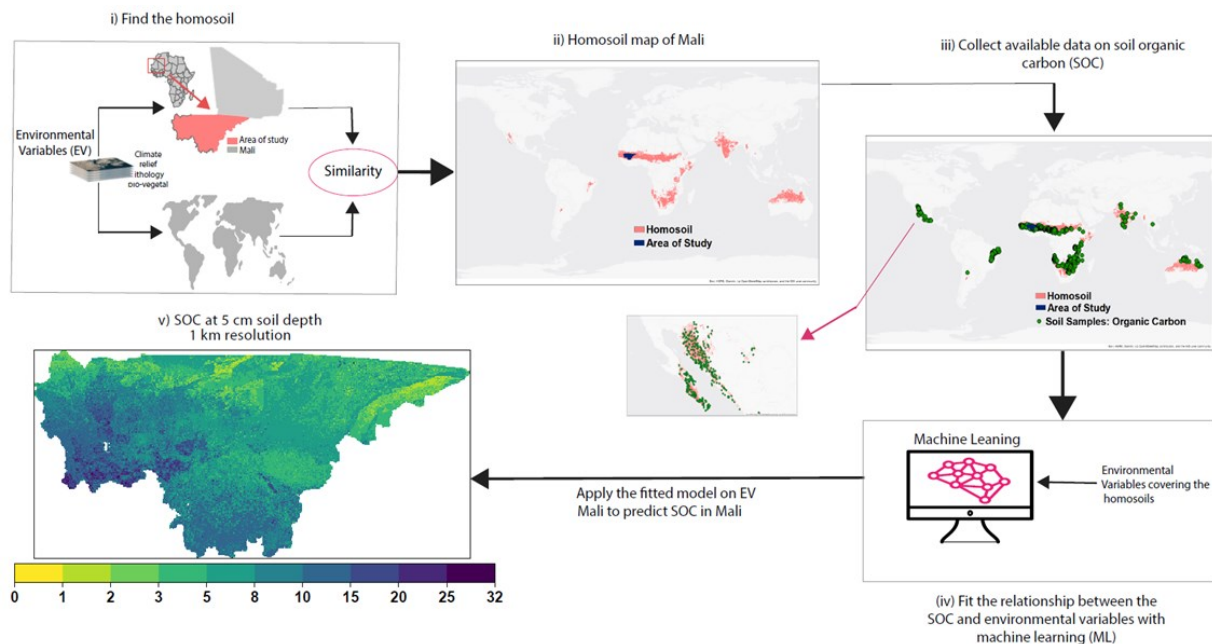 i) Find the homosoil
Environmental
Variables (EV)
Climate
relief
lithology
bio-vegetal
Area of study
Mali
Similarity
ii) Homosoil map of Mali
Homosoil
Area of Study
iii) Collect available data on soil organic
carbon (SOC)
Homosoil
Area of Study
Soil Samples: Organic Carbon
Machine Leaning
Environmental
Variables covering the
homosoils
(iv) Fit the relationship between the
SOC and environmental variables with
machine learning (ML)
Apply the fitted model on EV
Mali to predict SOC in Mali
v) SOC at 5 cm soil depth
1 km resolution
0 1 2 3 5 8 10 15 20 25 32